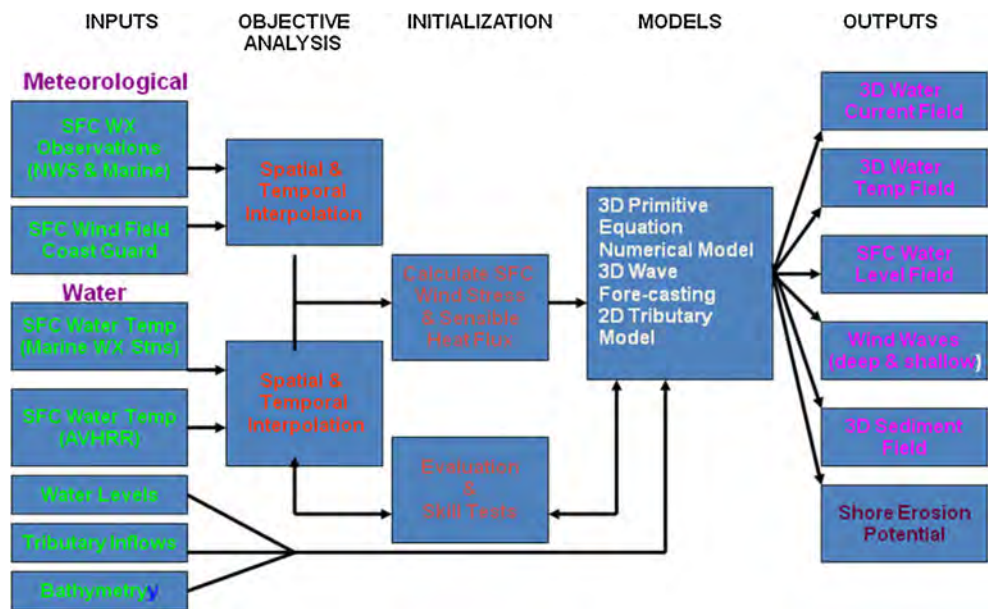 INPUTS
OBJECTIVE
ANALYSIS
INITIALIZATION
MODELS
OUTPUTS
Meteorological
SFC WX
Observations
(NWS & Marine)
SFC Wind Field
Coast Guard
Water
SFC Water Temp
(Marine WX Stns)
SFC Water Temp
(AVHRR)
Water Levels
Tributary Inflows
Bathymetryy
Spatial &
Temporal
Interpolation
Spatial &
Temporal
Interpolation
Calculate SFC
Wind Stress
& Sensible
Heat Flux
Evaluation
&
Skill Tests
3D Primitive
Equation
Numerical Model
3D Wave
Fore-casting
2D Tributary
Model
3D Water
Current Field
3D Water
Temp Field
SFC Water
Level Field
Wind Waves
(deep & shallow)
3D Sediment
Field
Shore Erosion
Potential